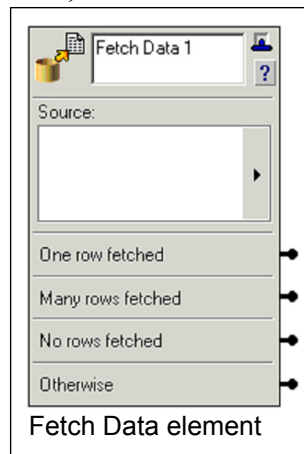 Fetch Data 1
?
Source:
One row fetched
Many rows fetched
No rows fetched
Otherwise
Fetch Data element